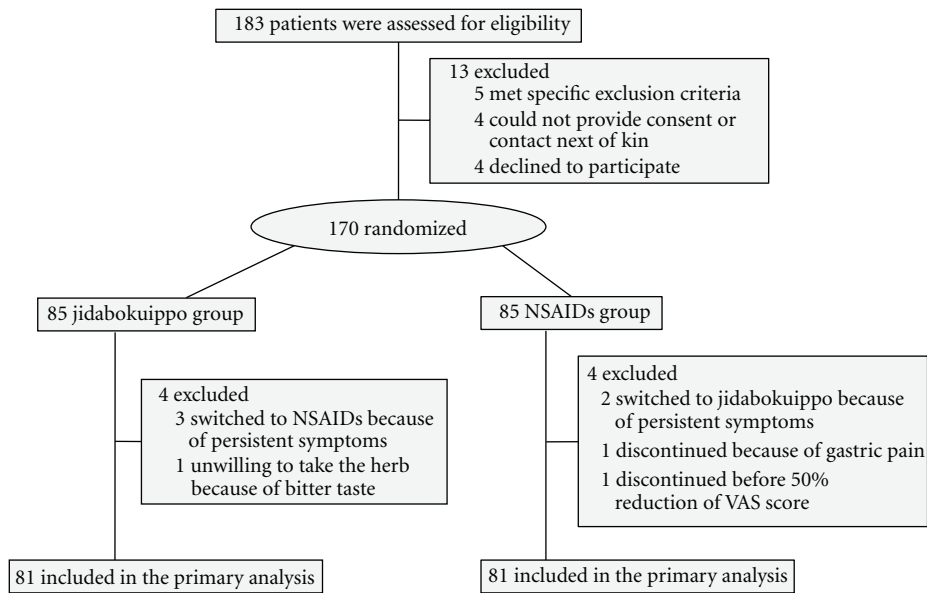 183 patients were assessed for eligibility
13 excluded
5 met specific exclusion criteria
4 could not provide consent or
contact next of kin
4 declined to participate
170 randomized
85 jidabokuippo group
85 NSAIDs group
4 excluded
3 switched to NSAIDs because
of persistent symptoms
1 unwilling to take the herb
because of bitter taste
4 excluded
2 switched to jidabokuippo because
of persistent symptoms
1 discontinued because of gastric pain
1 discontinued before 50%
reduction of VAS score
81 included in the primary analysis
81 included in the primary analysis